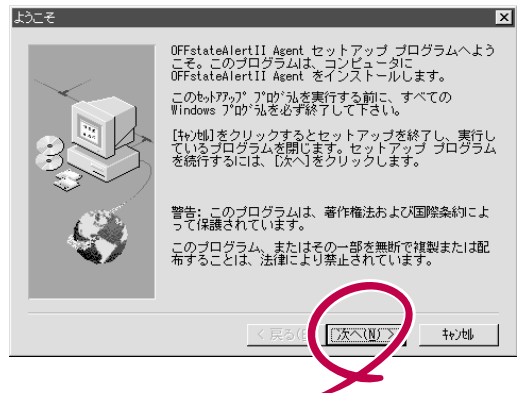 ようこそ
OFFstateAlertII Agent セットアップ プログラムへよう
こそ。このプログラムは、コンピュータに
OFFstateAlertII Agent をインストールします。
このｾｯﾄｱｯﾌﾟ ﾌﾟﾛｸﾞﾗﾑを実行する前に、すべての
Windows ﾌﾟﾛｸﾞﾗﾑを必ず終了して下さい。
[ｷｬﾝｾﾙ]をクリックするとセットアップを終了し、実行し
ているプログラムを閉じます。セットアップ プログラム
を続行するには、[次へ]をクリックします。
警告: このプログラムは、著作権法および国際条約によ
って保護されています。
このプログラム、またはその一部を無断で複製または配
布することは、法律により禁止されています。
< 戻る(B 次へ(N) > ｷｬﾝｾﾙ